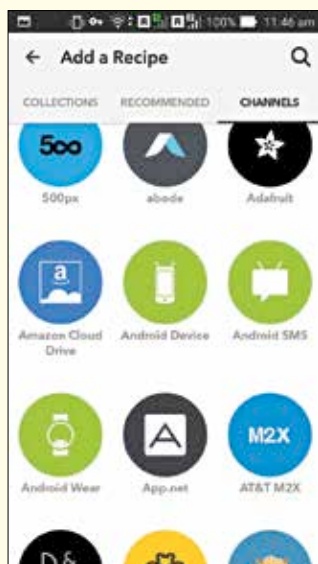 100% 11:46 am
Add a Recipe
COLLECTIONS RECOMMENDED CHANNELS
500
500px abode Adafruit
a
Amazon Cloud Drive Android Device Android SMS
M2X
Android Wear App.net AT&T M2X
D&